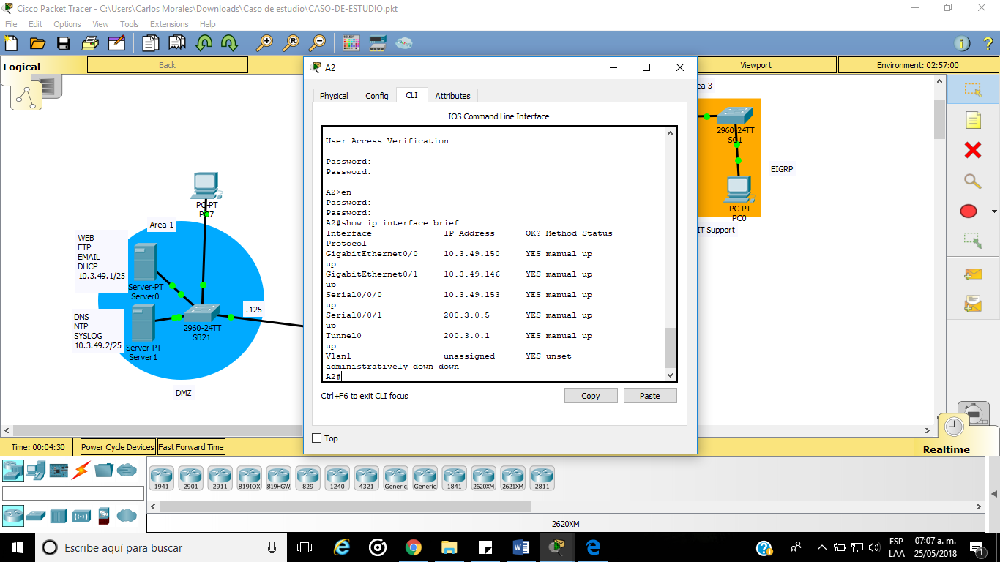 Cisco Packet Tracer - C:\Users\Carlos Morales\Downloads\Caso de estudio\CASO-DE-ESTUDIO.pkt
File Edit Options View Tools Extensions Help
Logical
Back
Viewport
Environment: 02:57:00
A2
Physical Config CLI Attributes
IOS Command Line Interface
User Access Verification
Password:
Password:
A2>en
Password:
Password:
A2#show ip interface brief
Interface IP-Address OK? Method Status
Protocol
GigabitEthernet0/0 10.3.49.150 YES manual up
up
GigabitEthernet0/1 10.3.49.146 YES manual up
up
Serial0/0/0 10.3.49.153 YES manual up
up
Serial0/0/1 200.3.0.5 YES manual up
up
Tunnel0 200.3.0.1 YES manual up
up
Vlan1 unassigned YES unset
administratively down down
A2#
Ctrl+F6 to exit CLI focus
Copy
Paste
Top
PC-PT
Area 1
WEB
FTP
EMAIL
DHCP
10.3.49.1/25
Server-PT
Server0
DNS
NTP
SYSLOG
10.3.49.2/25
Server-PT
Server1
2960-24TT
SB21
.125
DMZ
ea 3
2960-24TT
EIGRP
PC-PT
PC0
IT Support
Time: 00:04:30
Power Cycle Devices
Fast Forward Time
Realtime
1941 2901 2911 819IOX 819HGW 829 1240 4321 Generic Generic 1841 2620XM 2621XM 2811
2620XM
Escribe aquí para buscar
ESP
LAA
07:07 a. m.
25/05/2018
1